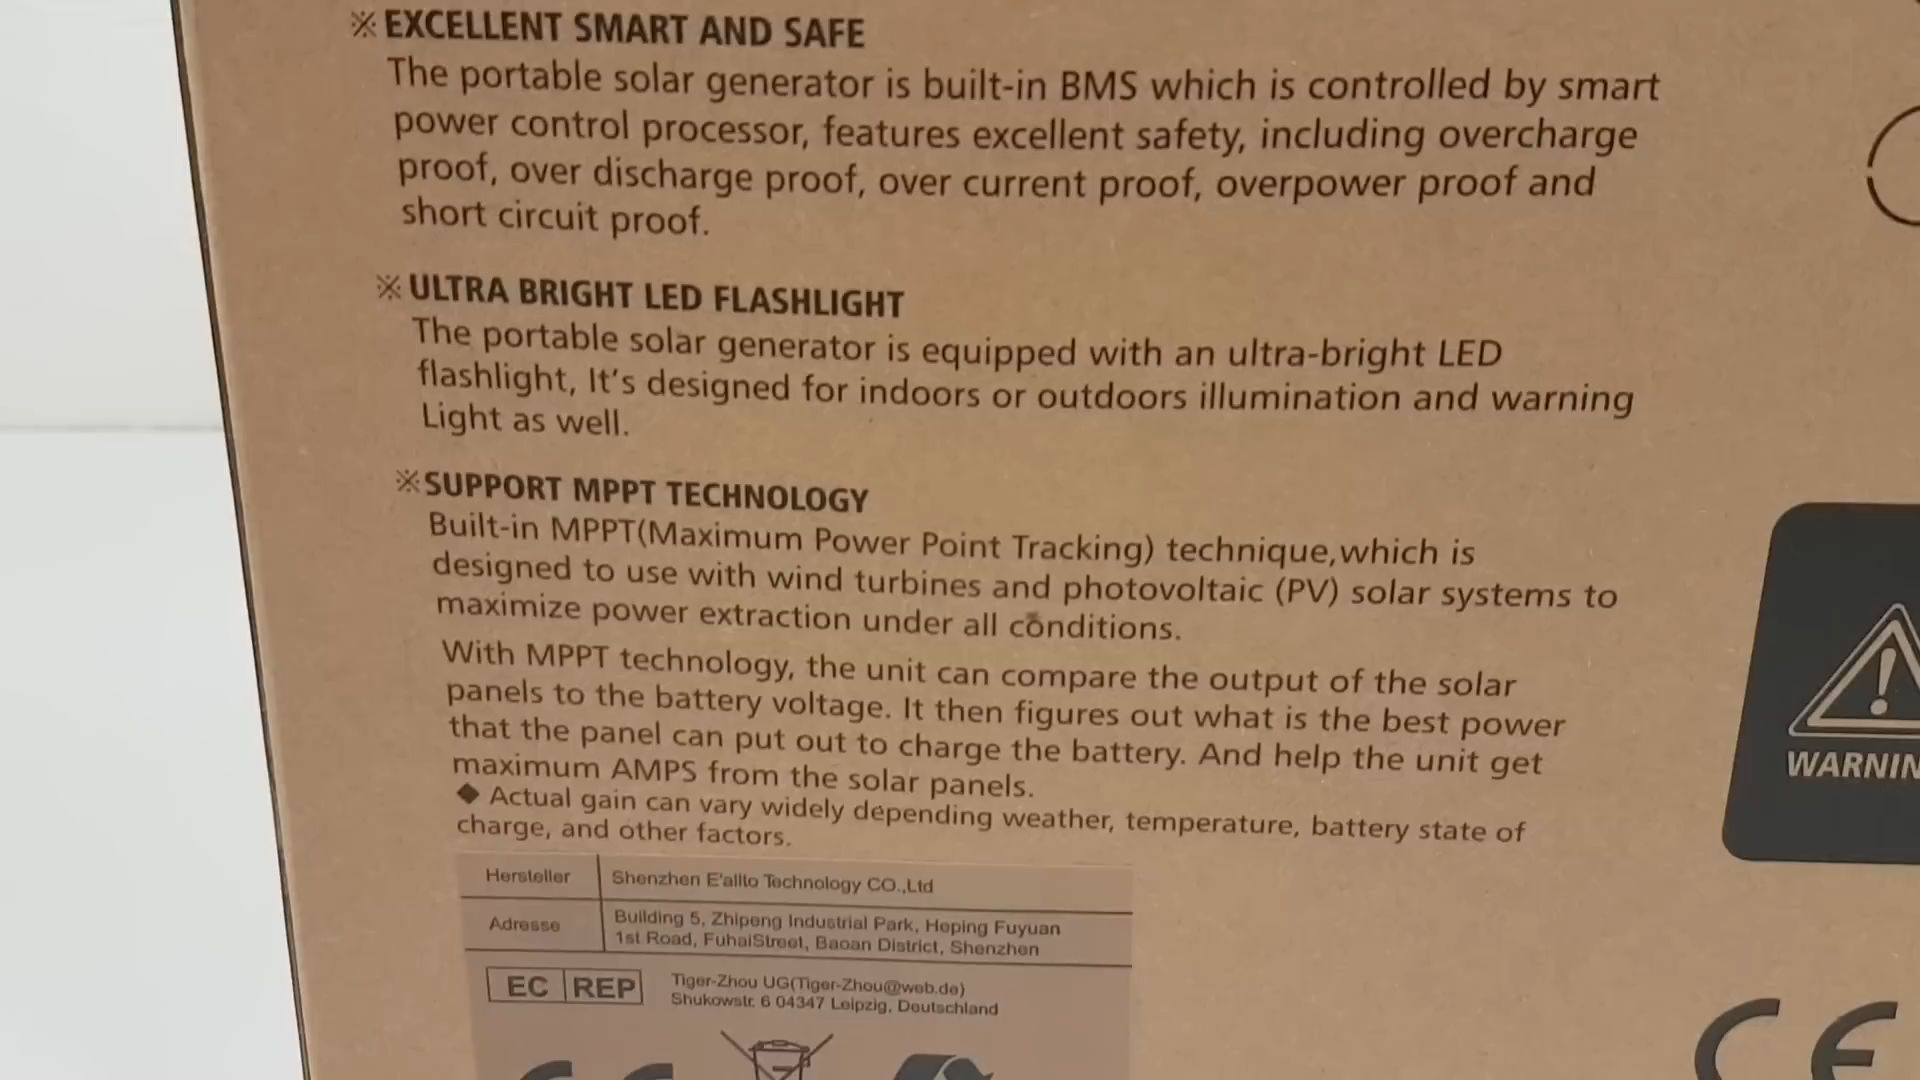 ※ EXCELLENT SMART AND SAFE
The portable solar generator is built-in BMS which is controlled by smart
power control processor, features excellent safety, including overcharge
proof, over discharge proof, over current proof, overpower proof and
short circuit proof.
※ ULTRA BRIGHT LED FLASHLIGHT
The portable solar generator is equipped with an ultra-bright LED
flashlight, It's designed for indoors or outdoors illumination and warning
Light as well.
※ SUPPORT MPPT TECHNOLOGY
Built-in MPPT(Maximum Power Point Tracking) technique,which is
designed to use with wind turbines and photovoltaic (PV) solar systems to
maximize power extraction under all conditions.
With MPPT technology, the unit can compare the output of the solar
panels to the battery voltage. It then figures out what is the best power
that the panel can put out to charge the battery. And help the unit get
maximum AMPS from the solar panels.
◆ Actual gain can vary widely depending weather, temperature, battery state of
charge, and other factors.
Hersteller Shenzhen E'allto Technology CO.,Ltd
Adresse Building 5, Zhipeng Industrial Park, Heping Fuyuan
1st Road, FuhaiStreet, Baoan District, Shenzhen
EC REP Tiger-Zhou UG(Tiger-Zhou@web.de)
Shukowstr. 6 04347 Leipzig, Deutschland
WARNIN
CE